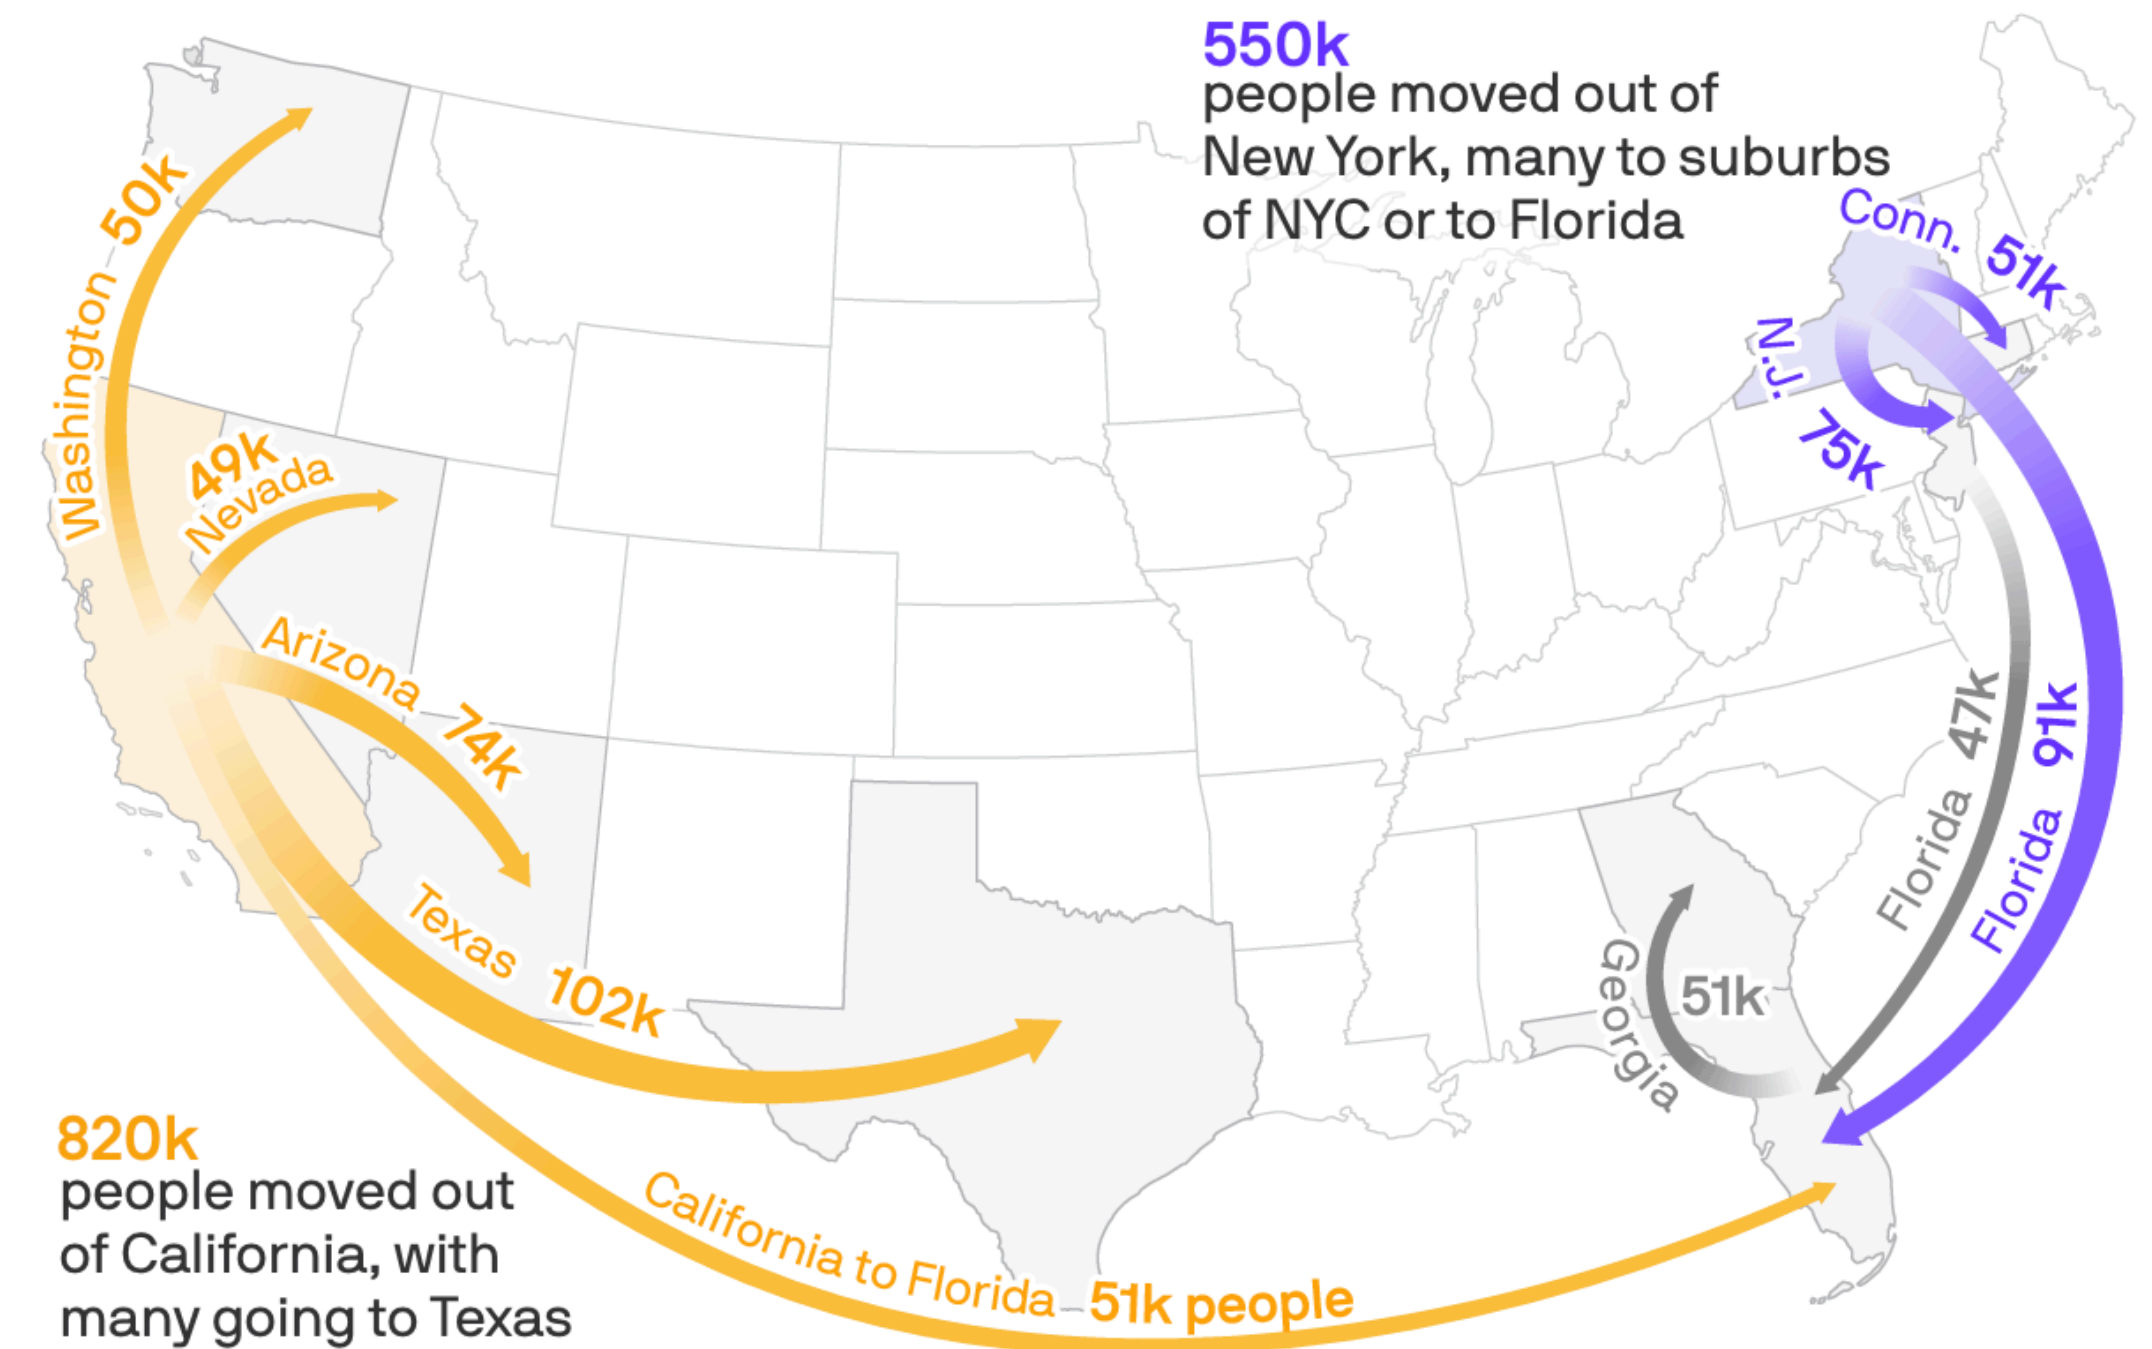 550k
people moved out of
New York, many to suburbs
of NYC or to Florida
Washington 50k
49k
Nevada
Arizona 74k
Texas 102k
California to Florida 51k people
820k
people moved out
of California, with
many going to Texas
Conn. 51k
N.J. 75k
Florida 47k
Florida 91k
Georgia 51k